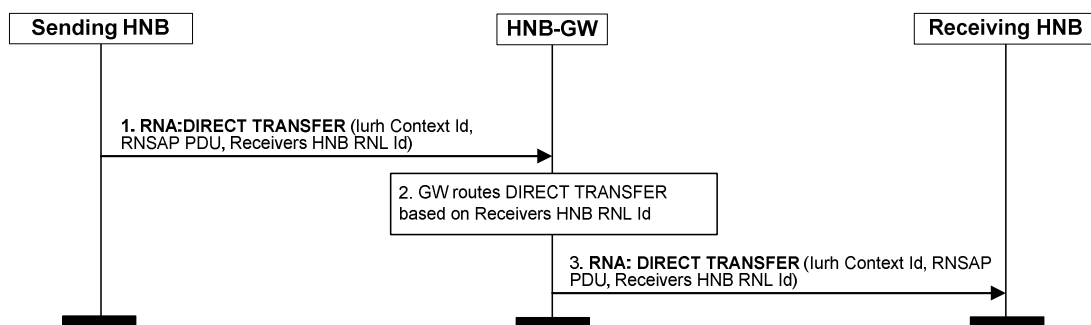 Sending HNB
HNB-GW
Receiving HNB
1. RNA:DIRECT TRANSFER (Iurh Context Id,
RNSAP PDU, Receivers HNB RNL Id)
2. GW routes DIRECT TRANSFER
based on Receivers HNB RNL Id
3. RNA: DIRECT TRANSFER (Iurh Context Id, RNSAP
PDU, Receivers HNB RNL Id)